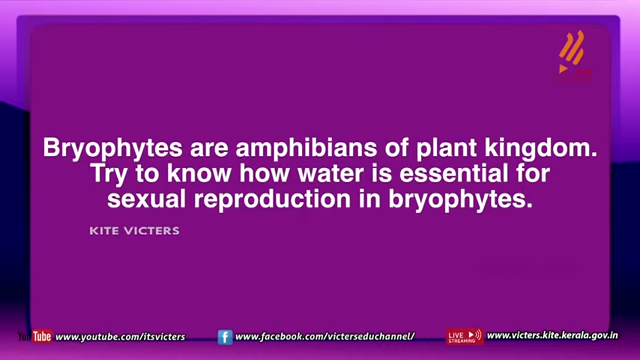 Bryophytes are amphibians of plant kingdom.
Try to know how water is essential for
sexual reproduction in bryophytes.
KITE VICTERS
YouTube www.youtube.com/itsvicters f www.facebook.com/victerseduchannel/ LIVE STREAMING www.victers.kite.kerala.gov.in